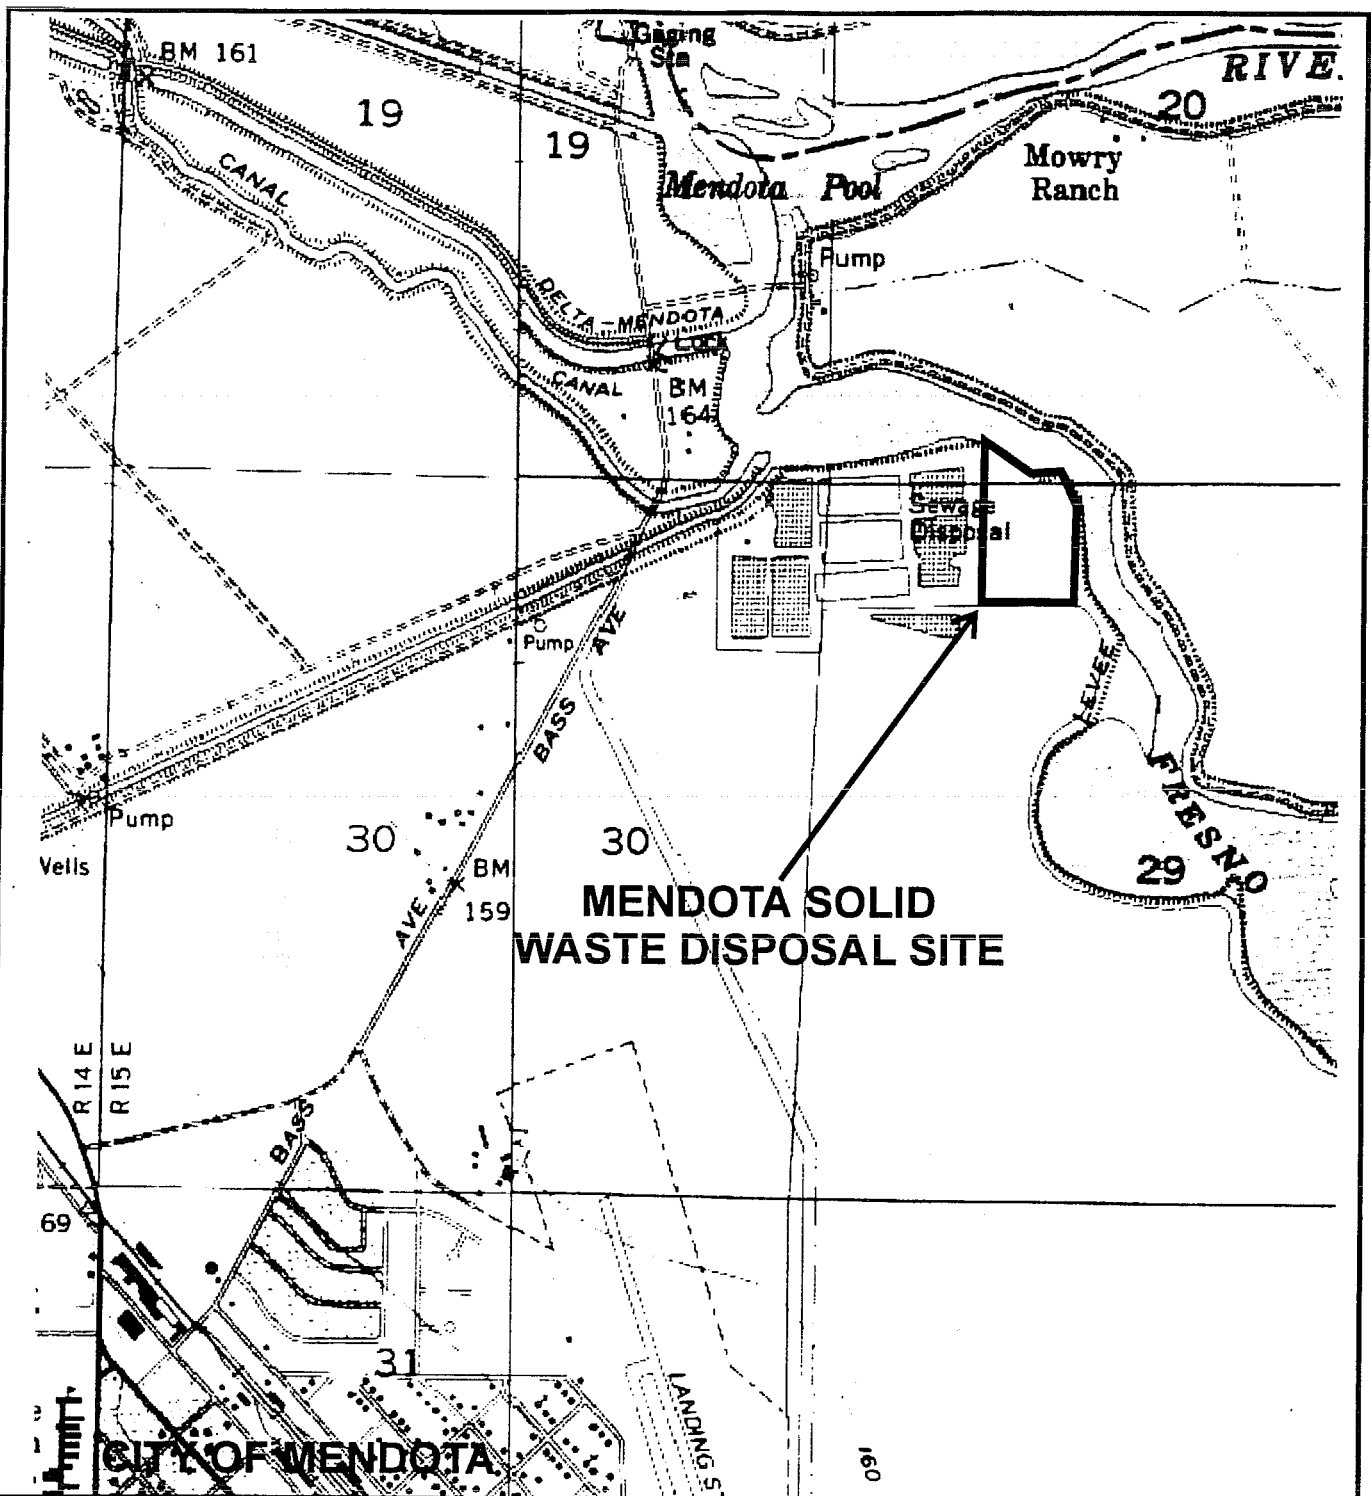 Gaging
Sta
BM 161
RIVE.
19
20
19
Mowry
Ranch
CANAL
Mendota Pool
Pump
DELTA-MENDOTA
Lock
CANAL
BM
164
Sewage
Disposal
AVE
Pump
LEVEE
BASS
FRESNO
Pump
30
30
Vells
BM
29
159
MENDOTA SOLID
AVE
WASTE DISPOSAL SITE
R 14 E
R 15 E
BASS
69
31
LANDING ST
CITY OF MENDOTA
160